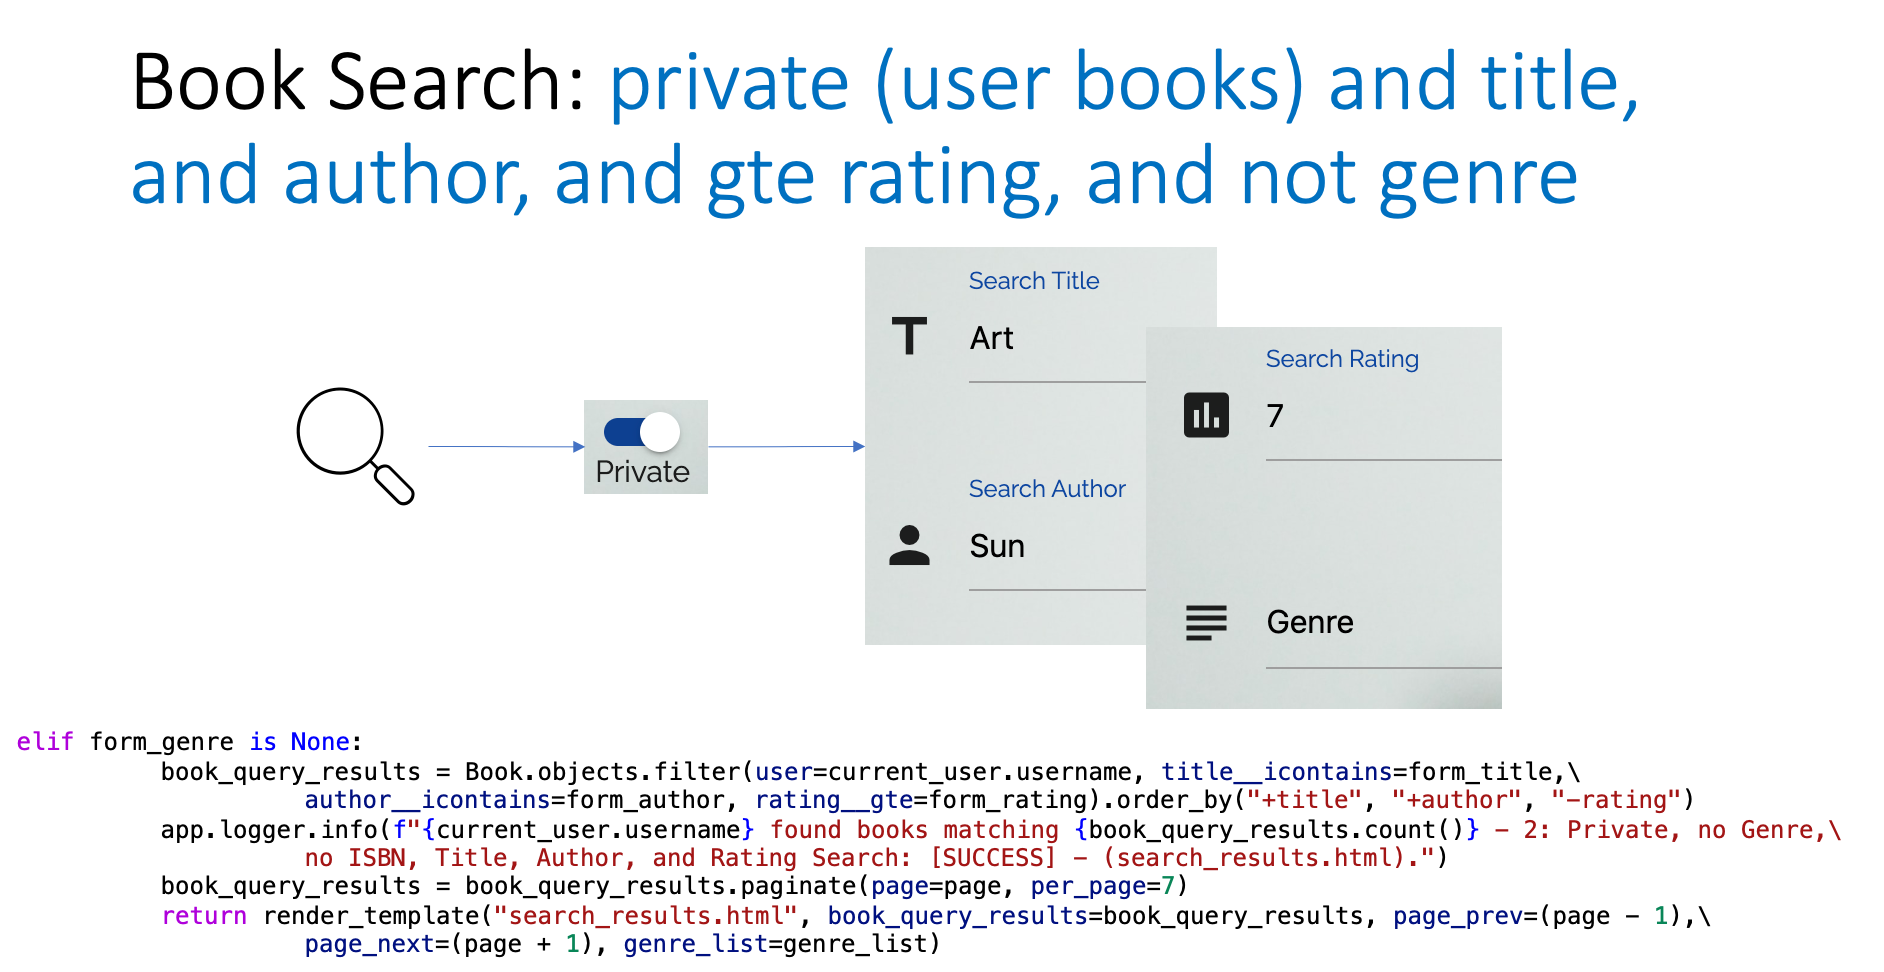 Book Search: private (user books) and title,
and author, and gte rating, and not genre
Private
Search Title
T Art
Search Author
Sun
Search Rating
7
Genre
elif form_genre is None:
book_query_results = Book.objects.filter(user=current_user.username, title__icontains=form_title,\
author__icontains=form_author, rating__gte=form_rating).order_by("+title", "+author", "-rating")
app.logger.info(f"{current_user.username} found books matching {book_query_results.count()} - 2: Private, no Genre,\
no ISBN, Title, Author, and Rating Search: [SUCCESS] - (search_results.html).")
book_query_results = book_query_results.paginate(page=page, per_page=7)
return render_template("search_results.html", book_query_results=book_query_results, page_prev=(page - 1),\
page_next=(page + 1), genre_list=genre_list)